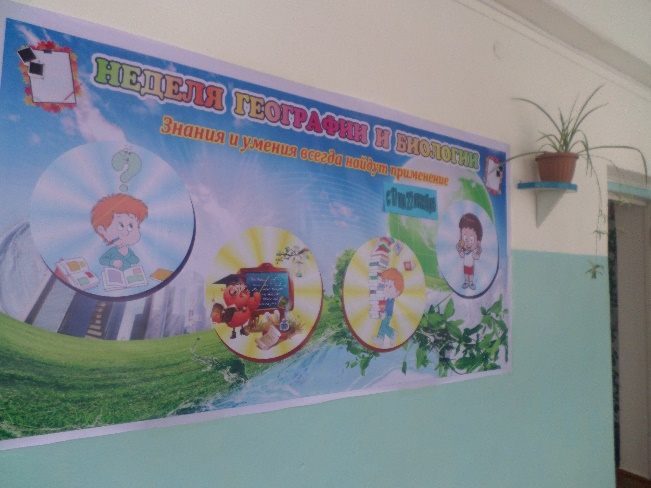 НЕДЕЛЯ ГЕОГРАФИИ И БИОЛОГИИ
Знания и умения всегда найдут применение